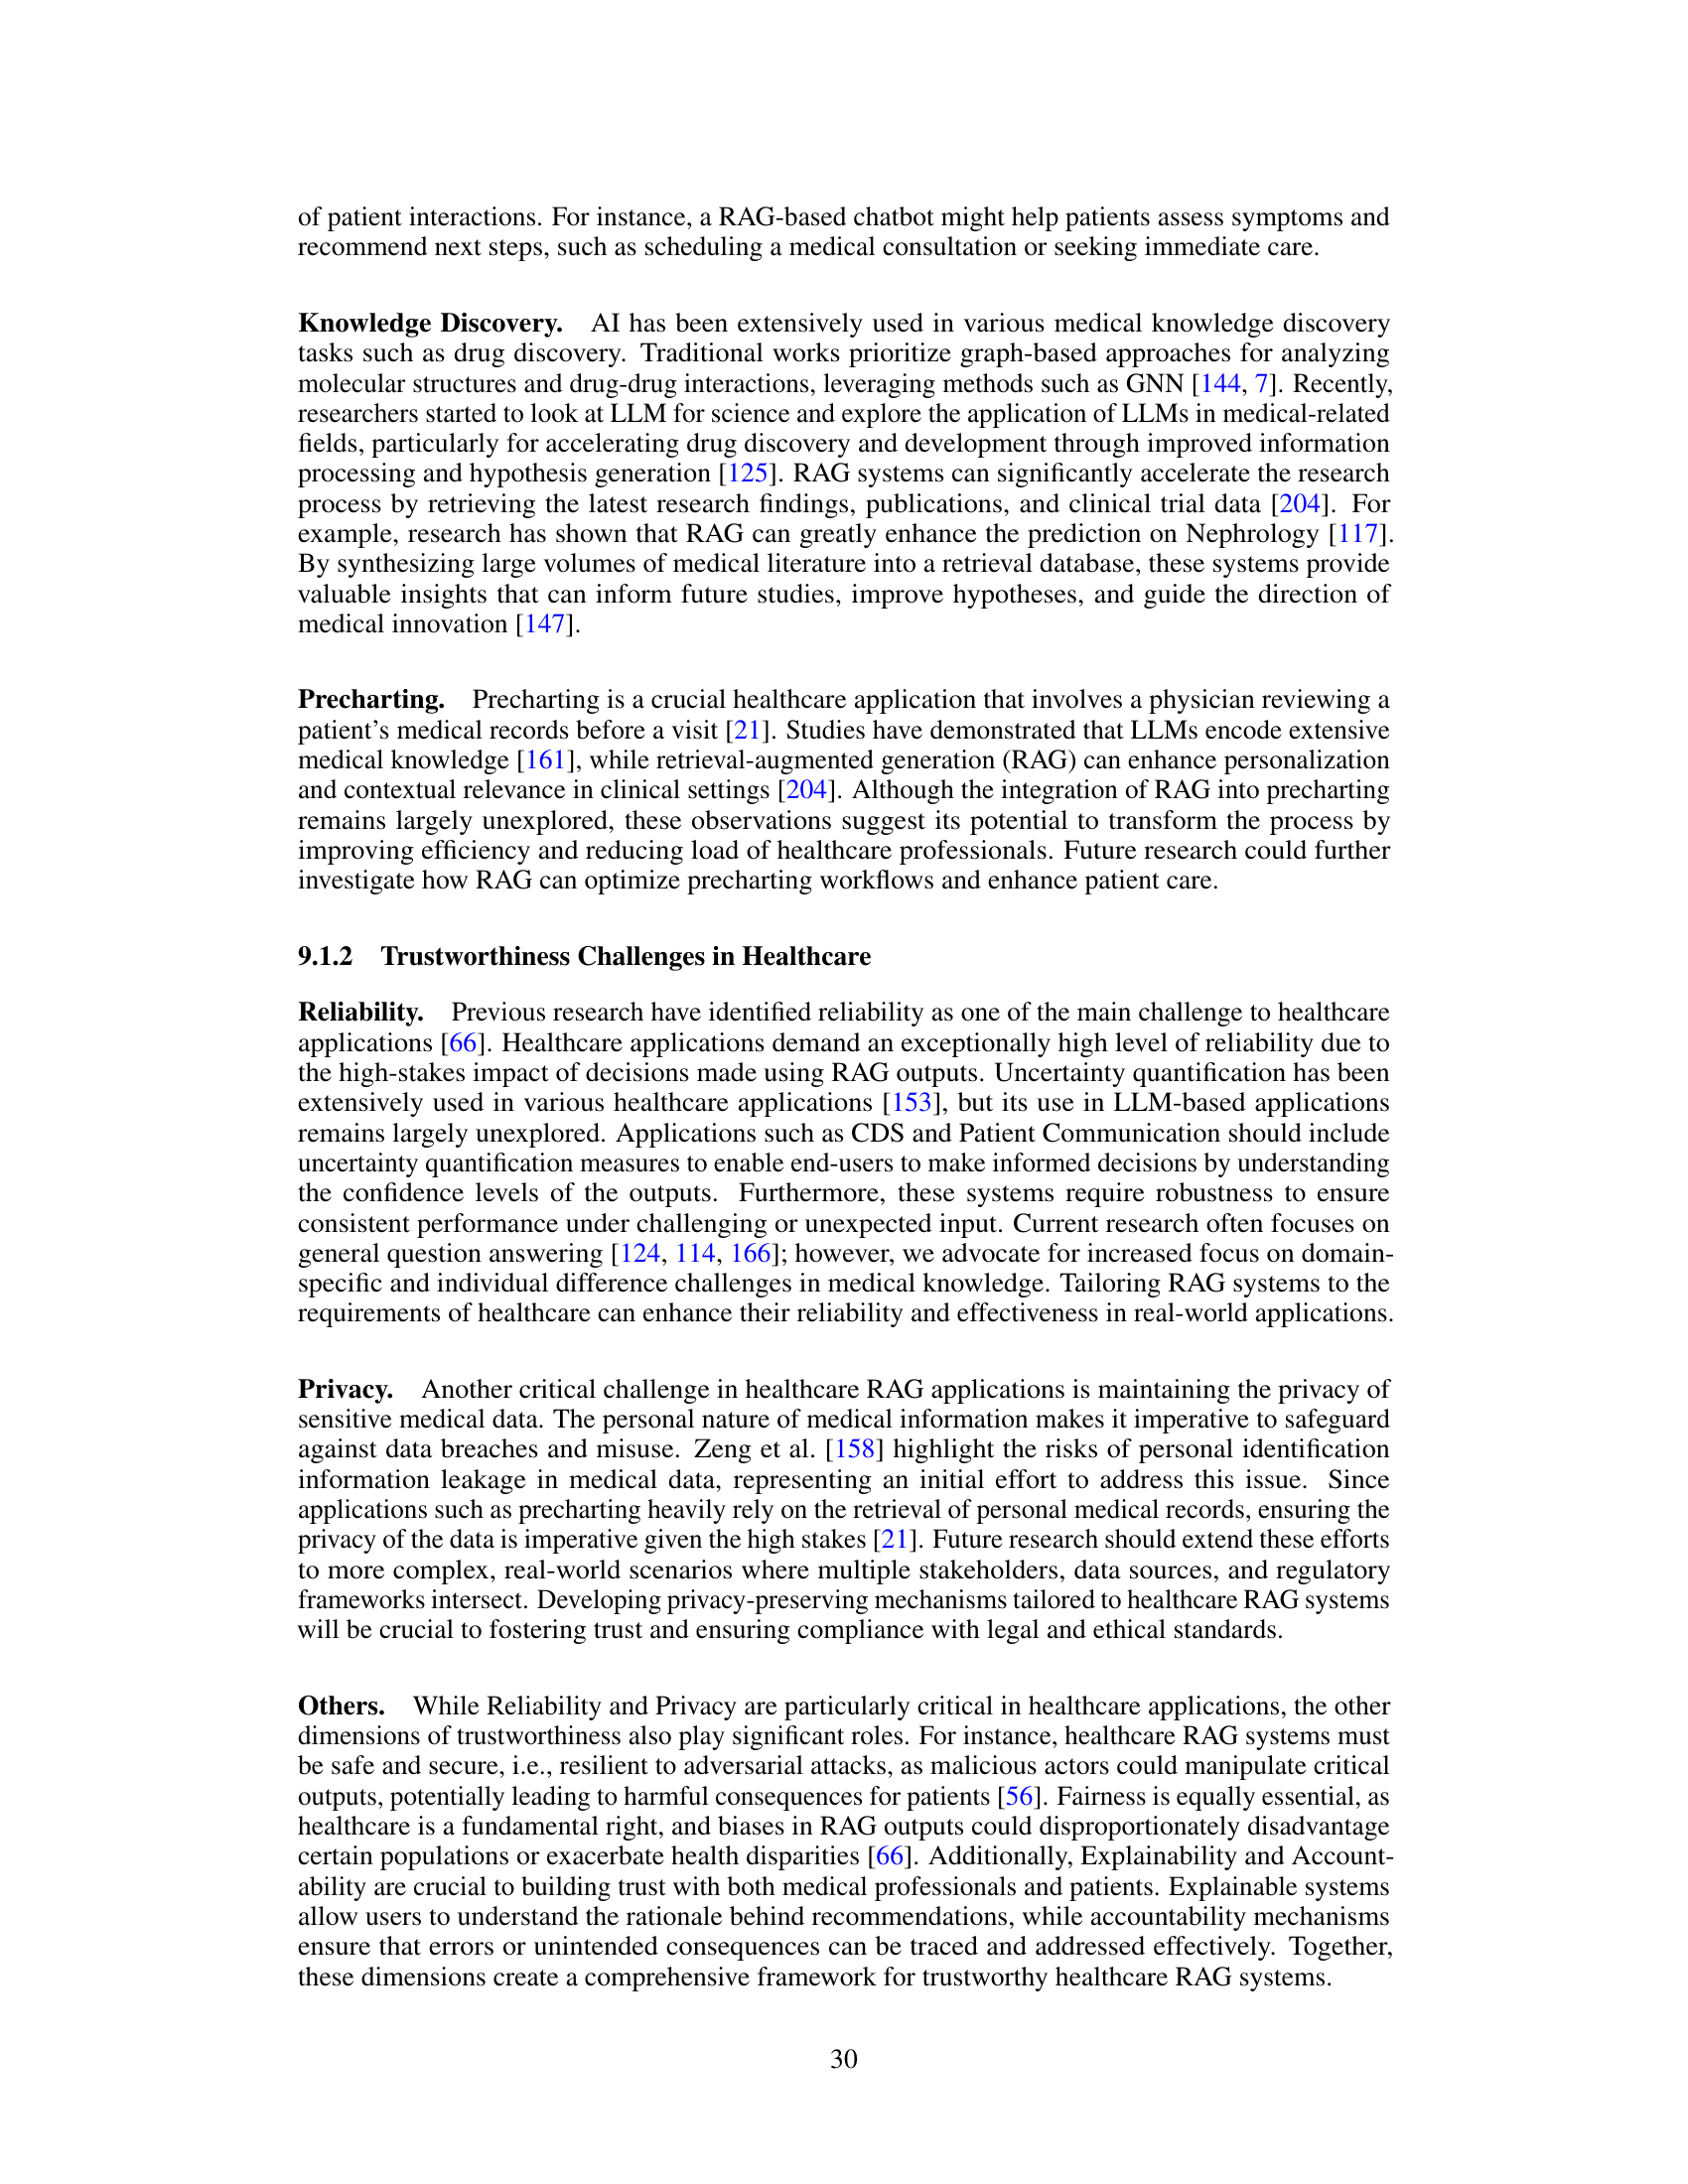 of patient interactions. For instance, a RAG-based chatbot might help patients assess symptoms and
recommend next steps, such as scheduling a medical consultation or seeking immediate care.
Knowledge Discovery. AI has been extensively used in various medical knowledge discovery
tasks such as drug discovery. Traditional works prioritize graph-based approaches for analyzing
molecular structures and drug-drug interactions, leveraging methods such as GNN [144, 7]. Recently,
researchers started to look at LLM for science and explore the application of LLMs in medical-related
fields, particularly for accelerating drug discovery and development through improved information
processing and hypothesis generation [125]. RAG systems can significantly accelerate the research
process by retrieving the latest research findings, publications, and clinical trial data [204]. For
example, research has shown that RAG can greatly enhance the prediction on Nephrology [117].
By synthesizing large volumes of medical literature into a retrieval database, these systems provide
valuable insights that can inform future studies, improve hypotheses, and guide the direction of
medical innovation [147].
Precharting. Precharting is a crucial healthcare application that involves a physician reviewing a
patient's medical records before a visit [21]. Studies have demonstrated that LLMs encode extensive
medical knowledge [161], while retrieval-augmented generation (RAG) can enhance personalization
and contextual relevance in clinical settings [204]. Although the integration of RAG into precharting
remains largely unexplored, these observations suggest its potential to transform the process by
improving efficiency and reducing load of healthcare professionals. Future research could further
investigate how RAG can optimize precharting workflows and enhance patient care.
9.1.2 Trustworthiness Challenges in Healthcare
Reliability. Previous research have identified reliability as one of the main challenge to healthcare
applications [66]. Healthcare applications demand an exceptionally high level of reliability due to
the high-stakes impact of decisions made using RAG outputs. Uncertainty quantification has been
extensively used in various healthcare applications [153], but its use in LLM-based applications
remains largely unexplored. Applications such as CDS and Patient Communication should include
uncertainty quantification measures to enable end-users to make informed decisions by understanding
the confidence levels of the outputs. Furthermore, these systems require robustness to ensure
consistent performance under challenging or unexpected input. Current research often focuses on
general question answering [124, 114, 166]; however, we advocate for increased focus on domain-
specific and individual difference challenges in medical knowledge. Tailoring RAG systems to the
requirements of healthcare can enhance their reliability and effectiveness in real-world applications.
Privacy. Another critical challenge in healthcare RAG applications is maintaining the privacy of
sensitive medical data. The personal nature of medical information makes it imperative to safeguard
against data breaches and misuse. Zeng et al. [158] highlight the risks of personal identification
information leakage in medical data, representing an initial effort to address this issue. Since
applications such as precharting heavily rely on the retrieval of personal medical records, ensuring the
privacy of the data is imperative given the high stakes [21]. Future research should extend these efforts
to more complex, real-world scenarios where multiple stakeholders, data sources, and regulatory
frameworks intersect. Developing privacy-preserving mechanisms tailored to healthcare RAG systems
will be crucial to fostering trust and ensuring compliance with legal and ethical standards.
Others. While Reliability and Privacy are particularly critical in healthcare applications, the other
dimensions of trustworthiness also play significant roles. For instance, healthcare RAG systems must
be safe and secure, i.e., resilient to adversarial attacks, as malicious actors could manipulate critical
outputs, potentially leading to harmful consequences for patients [56]. Fairness is equally essential, as
healthcare is a fundamental right, and biases in RAG outputs could disproportionately disadvantage
certain populations or exacerbate health disparities [66]. Additionally, Explainability and Account-
ability are crucial to building trust with both medical professionals and patients. Explainable systems
allow users to understand the rationale behind recommendations, while accountability mechanisms
ensure that errors or unintended consequences can be traced and addressed effectively. Together,
these dimensions create a comprehensive framework for trustworthy healthcare RAG systems.
30